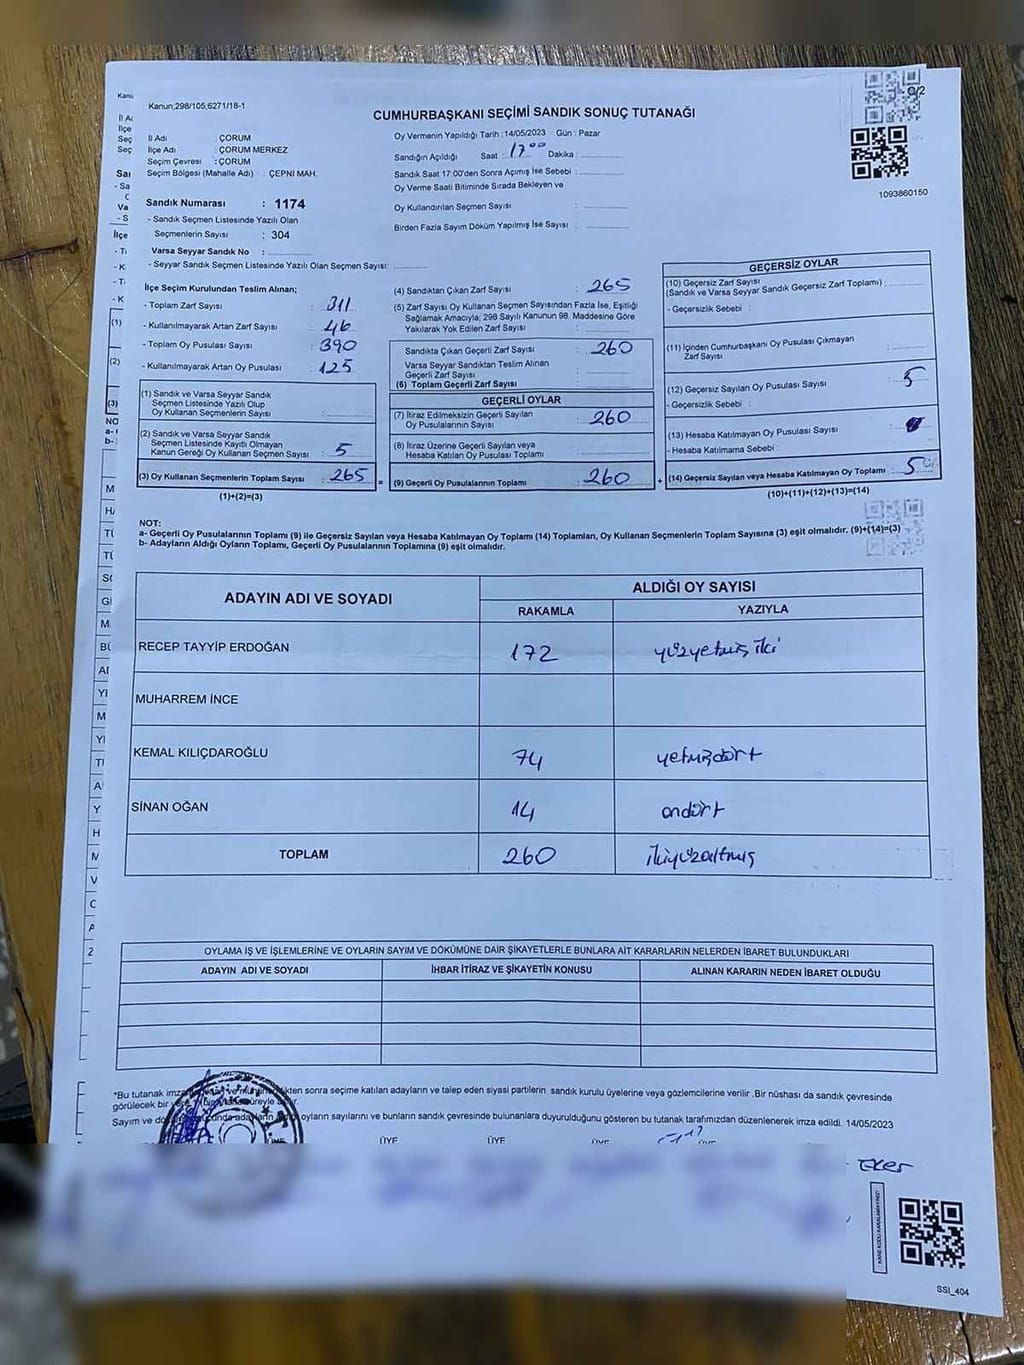 Kanun,298/105,6271/18-1
CUMHURBAŞKANI SEÇİMİ SANDIK SONUÇ TUTANAĞI
İl Adı : ÇORUM
İlçe Adı : ÇORUM MERKEZ
Seçim Çevresi : ÇORUM
Seçim Bölgesi (Mahalle Adı) : ÇEPNİ MAH.
Sandık Numarası : 1174
- Sandık Seçmen Listesinde Yazılı Olan
Seçmenlerin Sayısı : 304
Varsa Seyyar Sandık No :
- Seyyar Sandık Seçmen Listesinde Yazılı Olan Seçmen Sayısı:
Oy Vermenin Yapıldığı Tarih : 14/05/2023 Gün : Pazar
Sandığın Açıldığı Saat : 17.00 Dakika :
Sandık Saat 17:00'den Sonra Açımış İse Sebebi :
Oy Verme Saati Bitiminde Sırada Bekleyen ve
Oy Kullandırılan Seçmen Sayısı :
Birden Fazla Sayım Döküm Yapılmış İse Sayısı :
1093860150
İlçe Seçim Kurulundan Teslim Alınan;
- Toplam Zarf Sayısı : 311
- Kullanılmayarak Artan Zarf Sayısı : 46
- Toplam Oy Pusulası Sayısı : 390
- Kullanılmayarak Artan Oy Pusulası : 125
(1) Sandık ve Varsa Seyyar Sandık
Seçmen Listesinde Yazılı Olup
Oy Kullanan Seçmenlerin Sayısı :
(2) Sandık ve Varsa Seyyar Sandık
Seçmen Listesinde Kayıtlı Olmayan
Kanun Gereği Oy Kullanan Seçmen Sayısı : 5
(3) Oy Kullanan Seçmenlerin Toplam Sayısı : 265 =
(1)+(2)=(3)
(4) Sandıktan Çıkan Zarf Sayısı : 265
(5) Zarf Sayısı Oy Kullanan Seçmen Sayısından Fazla İse, Eşitliği
Sağlamak Amacıyla; 298 Sayılı Kanunun 98. Maddesine Göre
Yakılarak Yok Edilen Zarf Sayısı :
Sandıkta Çıkan Geçerli Zarf Sayısı : 260
Varsa Seyyar Sandıktan Teslim Alınan
Geçerli Zarf Sayısı :
(6) Toplam Geçerli Zarf Sayısı :
GEÇERLİ OYLAR
(7) İtiraz Edilmeksizin Geçerli Sayılan
Oy Pusulalarının Sayısı : 260
(8) İtiraz Üzerine Geçerli Sayılan veya
Hesaba Katılan Oy Pusulası Toplamı :
(9) Geçerli Oy Pusulalarının Toplamı : 260 +
GEÇERSİZ OYLAR
(10) Geçersiz Zarf Sayısı
(Sandık ve Varsa Seyyar Sandık Geçersiz Zarf Toplamı) :
- Geçersizlik Sebebi :
(11) İçinden Cumhurbaşkanı Oy Pusulası Çıkmayan
Zarf Sayısı :
(12) Geçersiz Sayılan Oy Pusulası Sayısı : 5
- Geçersizlik Sebebi :
(13) Hesaba Katılmayan Oy Pusulası Sayısı :
- Hesaba Katılmama Sebebi :
(14) Geçersiz Sayılan veya Hesaba Katılmayan Oy Toplamı : 5
(10)+(11)+(12)+(13)=(14)
NOT:
a- Geçerli Oy Pusulalarının Toplamı (9) ile Geçersiz Sayılan veya Hesaba Katılmayan Oy Toplamı (14) Toplamları, Oy Kullanan Seçmenlerin Toplam Sayısına (3) eşit olmalıdır. (9)+(14)=(3)
b- Adayların Aldığı Oyların Toplamı, Geçerli Oy Pusulalarının Toplamına (9) eşit olmalıdır.
ADAYIN ADI VE SOYADI
ALDIĞI OY SAYISI
RAKAMLA YAZIYLA
RECEP TAYYİP ERDOĞAN 172 yüzyetmiş iki
MUHARREM İNCE
KEMAL KILIÇDAROĞLU 74 yetmişdört
SİNAN OĞAN 14 ondört
TOPLAM 260 ikiyüzaltmış
OYLAMA İŞ VE İŞLEMLERİNE VE OYLARIN SAYIM VE DÖKÜMÜNE DAİR ŞİKAYETLERLE BUNLARA AİT KARARLARIN NELERDEN İBARET BULUNDUKLARI
ADAYIN ADI VE SOYADI İHBAR İTİRAZ VE ŞİKAYETİN KONUSU ALINAN KARARIN NEDEN İBARET OLDUĞU
*Bu tutanak sonra seçime katılan adayların ve talep eden siyasi partilerin sandık kurulu üyelerine veya gözlemcilerine verilir. Bir nüshası da sandık çevresinde
görülecek bir
Sayım ve oyların sayılarını ve bunların sandık çevresinde bulunanlara duyurulduğunu gösteren bu tutanak tarafımızdan düzenlenerek imza edildi. 14/05/2023
ÜYE ÜYE ÜYE ÜYE
SSI_404